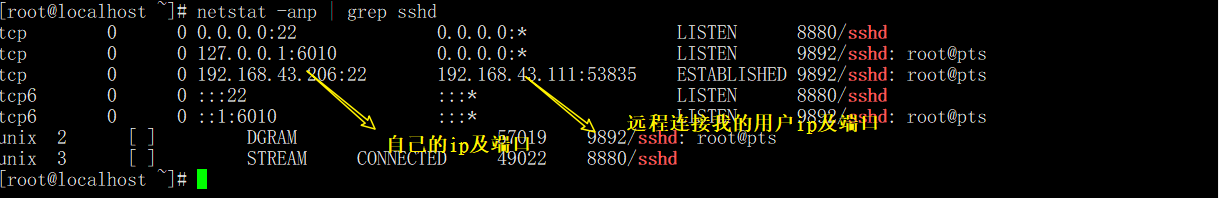 [root@localhost ~]# netstat -anp | grep sshd
tcp 0 0 0.0.0.0:22 0.0.0.0:* LISTEN 8880/sshd
tcp 0 0 127.0.0.1:6010 0.0.0.0:* LISTEN 9892/sshd: root@pts
tcp 0 0 192.168.43.206:22 192.168.43.111:53835 ESTABLISHED 9892/sshd: root@pts
tcp6 0 0 :::22 :::* LISTEN 8880/sshd
tcp6 0 0 ::1:6010 :::* LISTEN 9892/sshd: root@pts
远程连接我的用户ip及端口
unix 2 [ ] DGRAM 57019 9892/sshd: root@pts
自己的ip及端口
unix 3 [ ] STREAM CONNECTED 49022 8880/sshd
[root@localhost ~]#